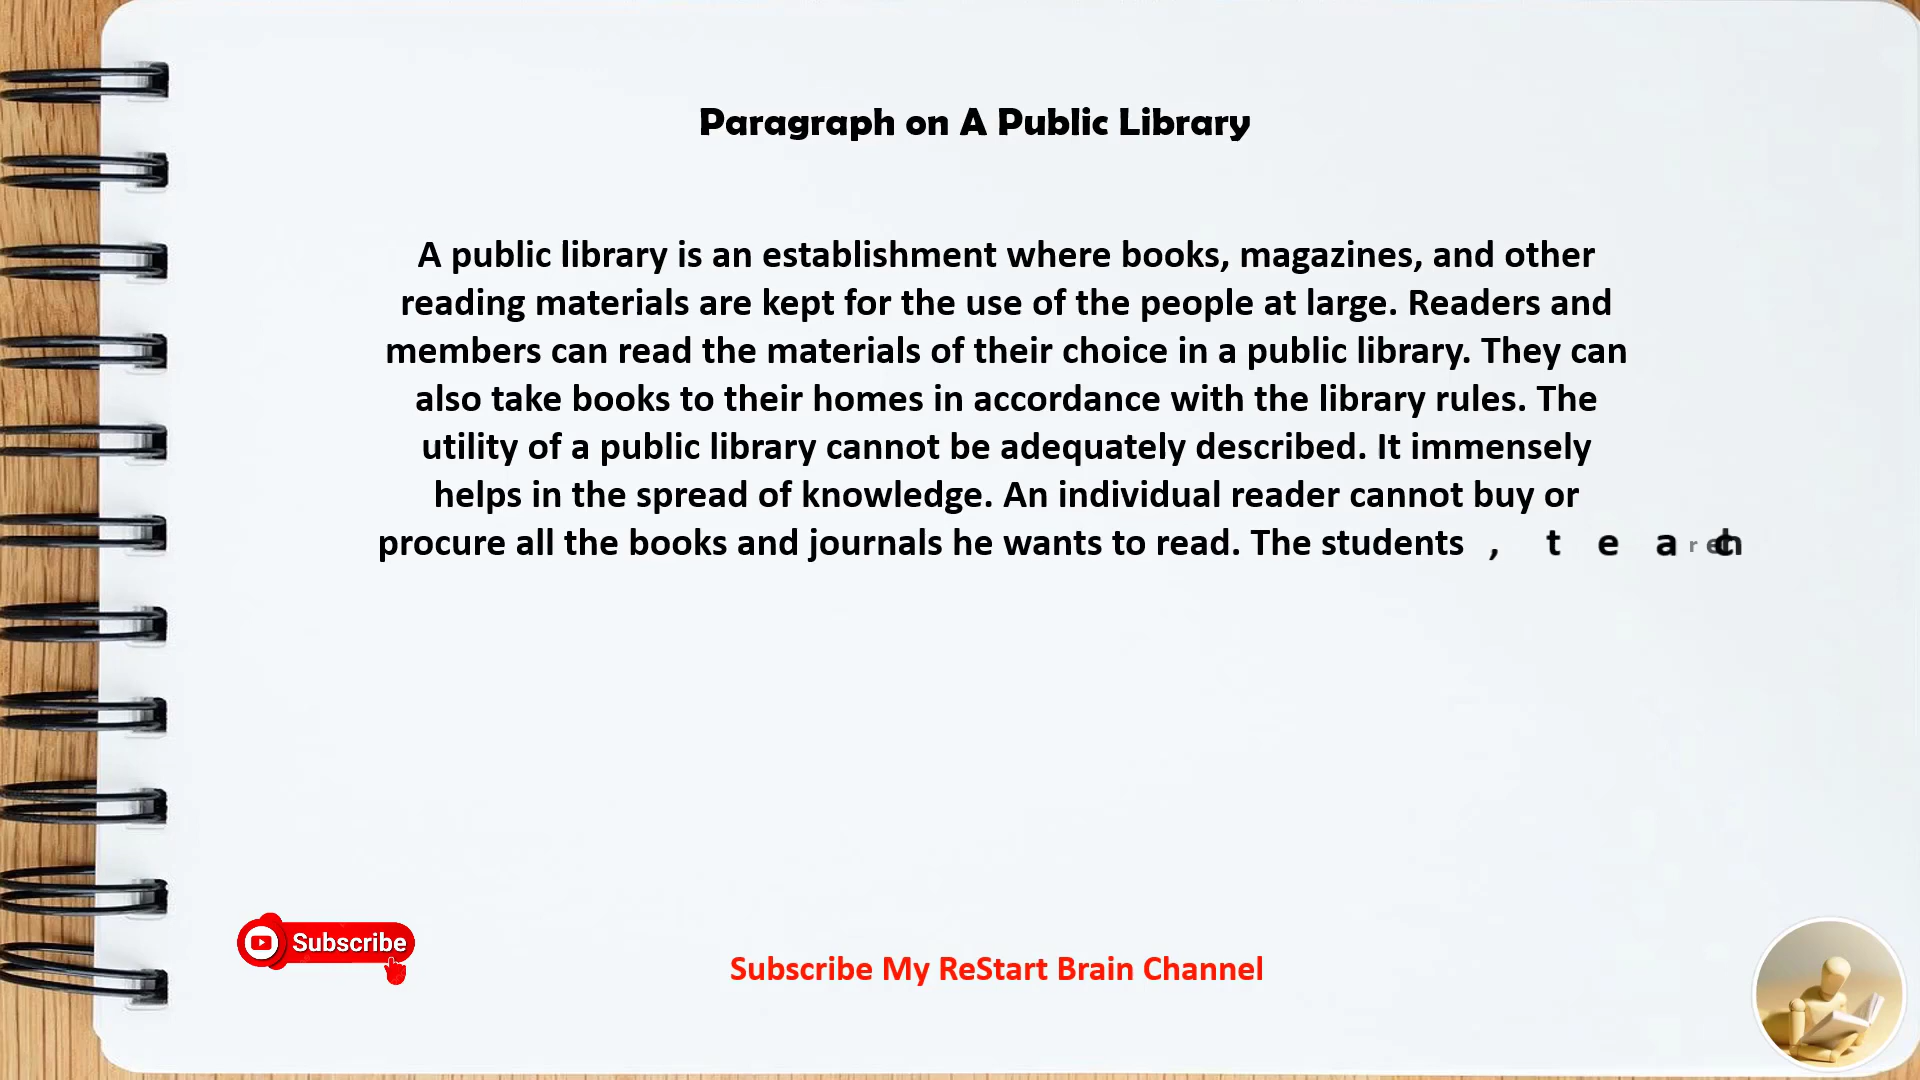 Paragraph on A Public Library
A public library is an establishment where books, magazines, and other
reading materials are kept for the use of the people at large. Readers and
members can read the materials of their choice in a public library. They can
also take books to their homes in accordance with the library rules. The
utility of a public library cannot be adequately described. It immensely
helps in the spread of knowledge. An individual reader cannot buy or
procure all the books and journals he wants to read. The students ,
Subscribe
Subscribe My ReStart Brain Channel